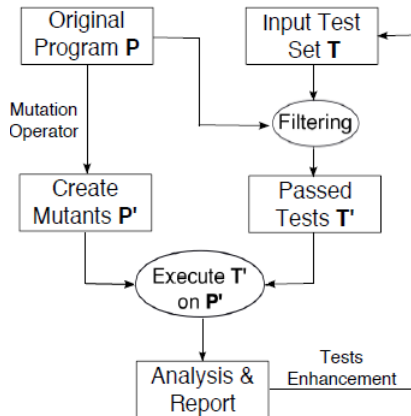 Original
Program P
Input Test
Set T
Mutation
Operator
Filtering
Create
Mutants P'
Passed
Tests T'
Execute T'
on P'
Analysis &
Report
Tests
Enhancement